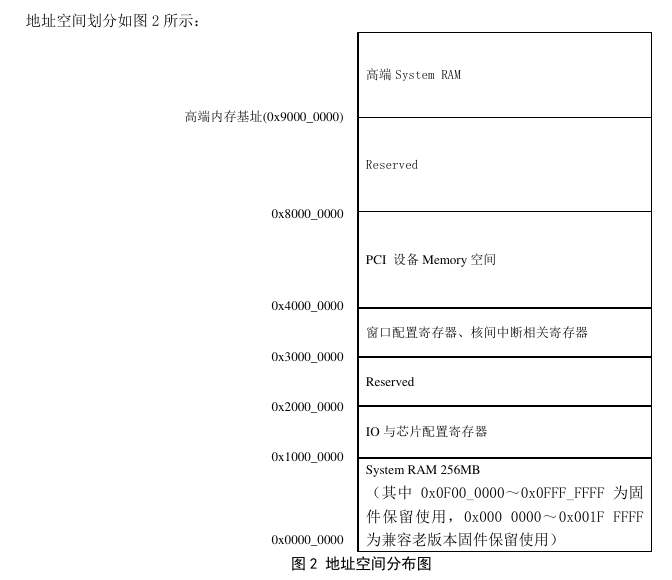 地址空间划分如图 2 所示：
高端 System RAM
高端内存基址(0x9000_0000)
Reserved
0x8000_0000
PCI 设备 Memory 空间
0x4000_0000
窗口配置寄存器、核间中断相关寄存器
0x3000_0000
Reserved
0x2000_0000
IO 与芯片配置寄存器
0x1000_0000
System RAM 256MB
（其中 0x0F00_0000～0x0FFF_FFFF 为固
件保留使用，0x000 0000～0x001F FFFF
为兼容老版本固件保留使用）
0x0000_0000
图 2 地址空间分布图